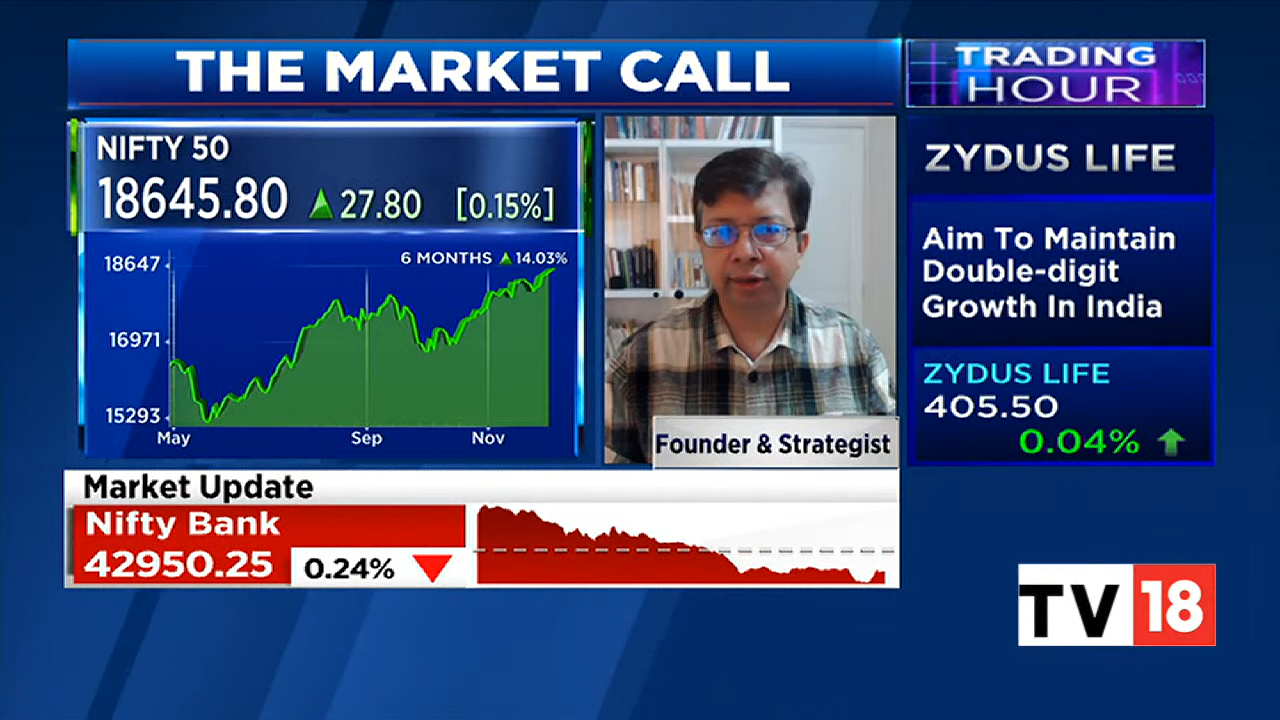 THE MARKET CALL
TRADING
HOUR
NIFTY 50
18645.80 ▲ 27.80 [0.15%]
6 MONTHS ▲ 14.03%
18647
16971
15293
May Sep Nov
Founder & Strategist
ZYDUS LIFE
Aim To Maintain
Double-digit
Growth In India
ZYDUS LIFE
405.50
0.04%
Market Update
Nifty Bank
42950.25 0.24%
TV18